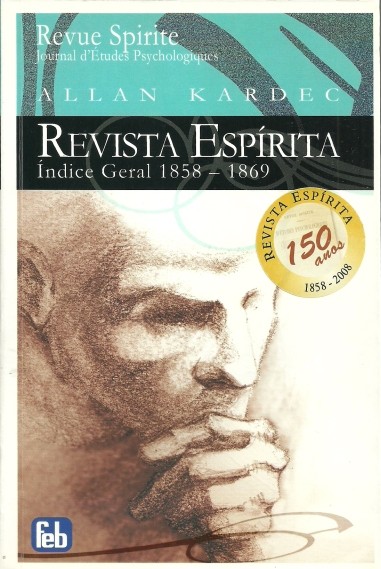 Revue Spirite
Journal d'Études Psychologiques
ALLAN KARDEC
REVISTA ESPÍRITA
Índice Geral 1858 – 1869
REVISTA ESPÍRITA
150
anos
1858 - 2008
feb